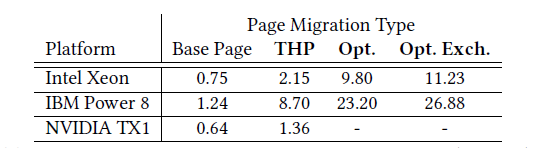 Page Migration Type
Platform Base Page THP Opt. Opt. Exch.
Intel Xeon 0.75 2.15 9.80 11.23
IBM Power 8 1.24 8.70 23.20 26.88
NVIDIA TX1 0.64 1.36 - -